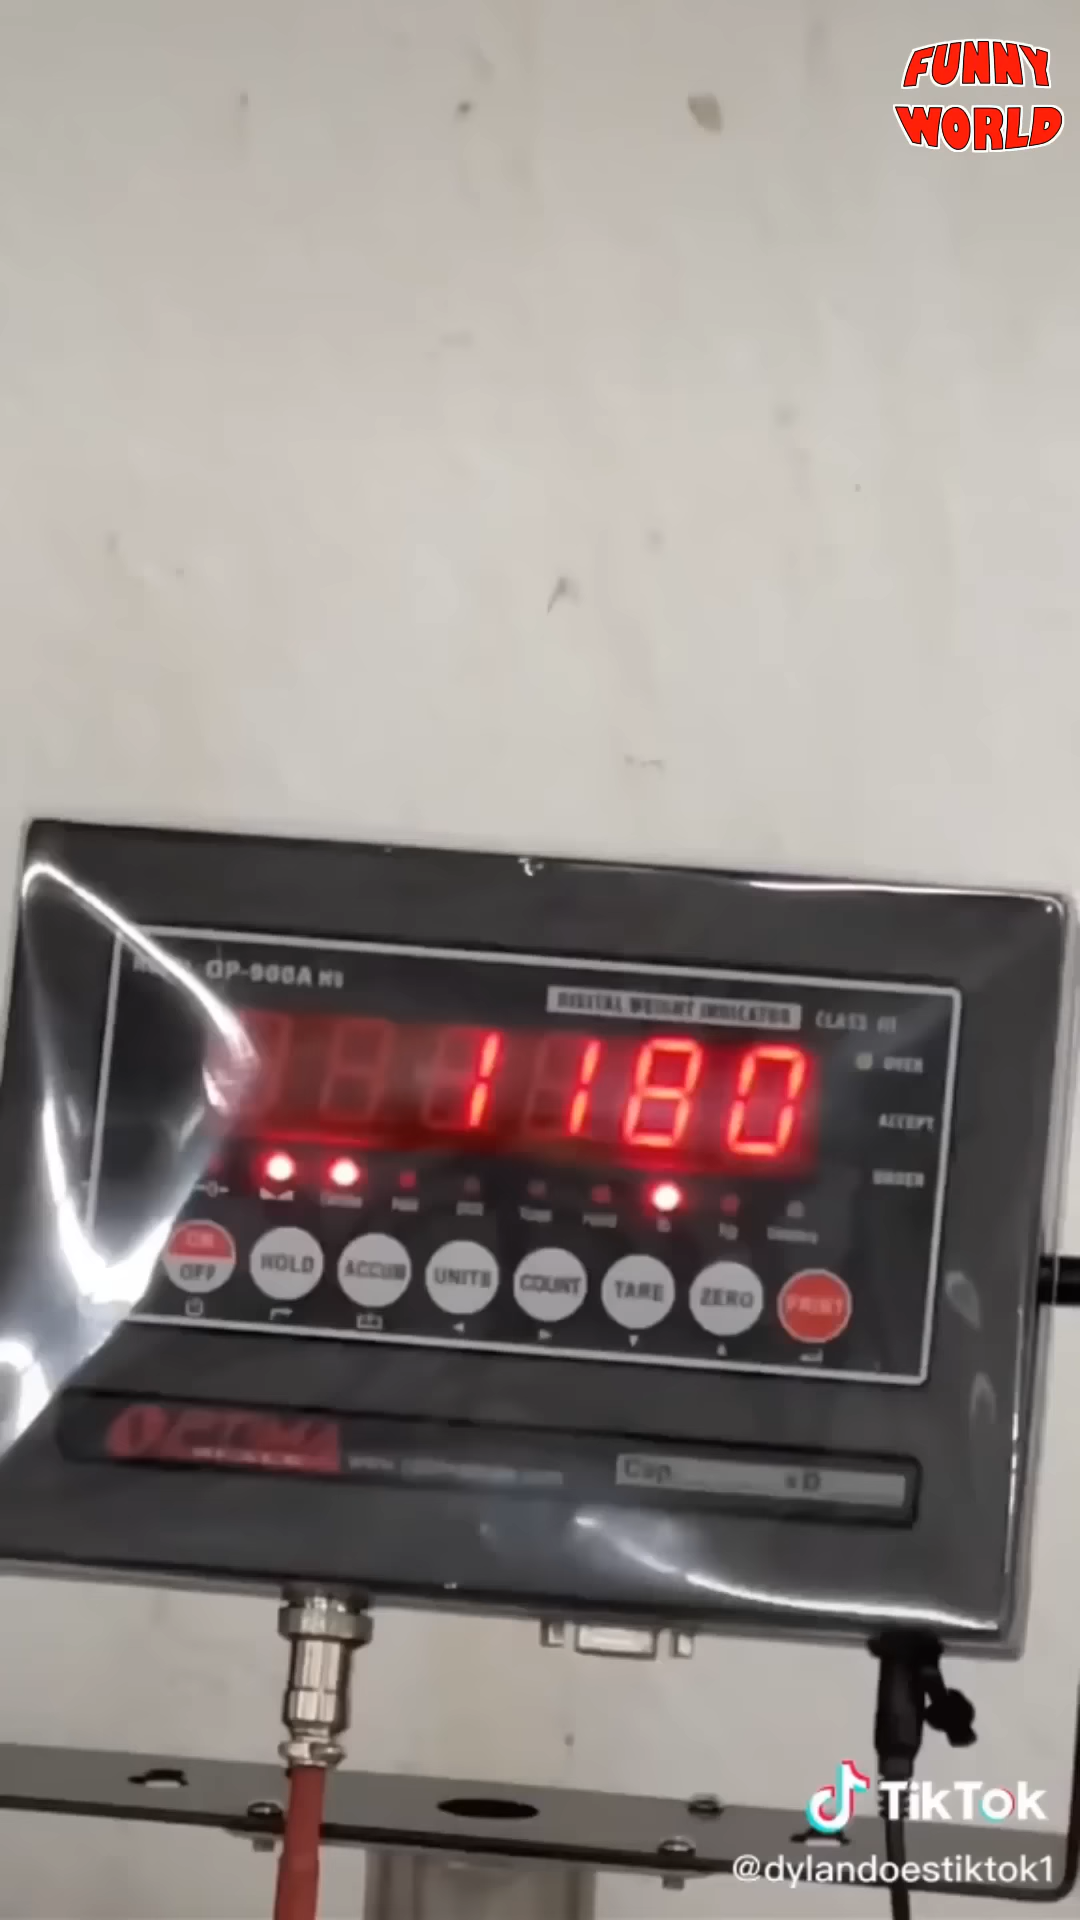 FUNNY
WORLD
OP-900A
DIGITAL WEIGHT INDICATOR
CLASS III
OVER
1180
ACCEPT
UNDER
ON
OFF
HOLD
ACCUM
UNITS
COUNT
TARE
ZERO
PRINT
Cap. x D
TikTok
@dylandoestiktok1